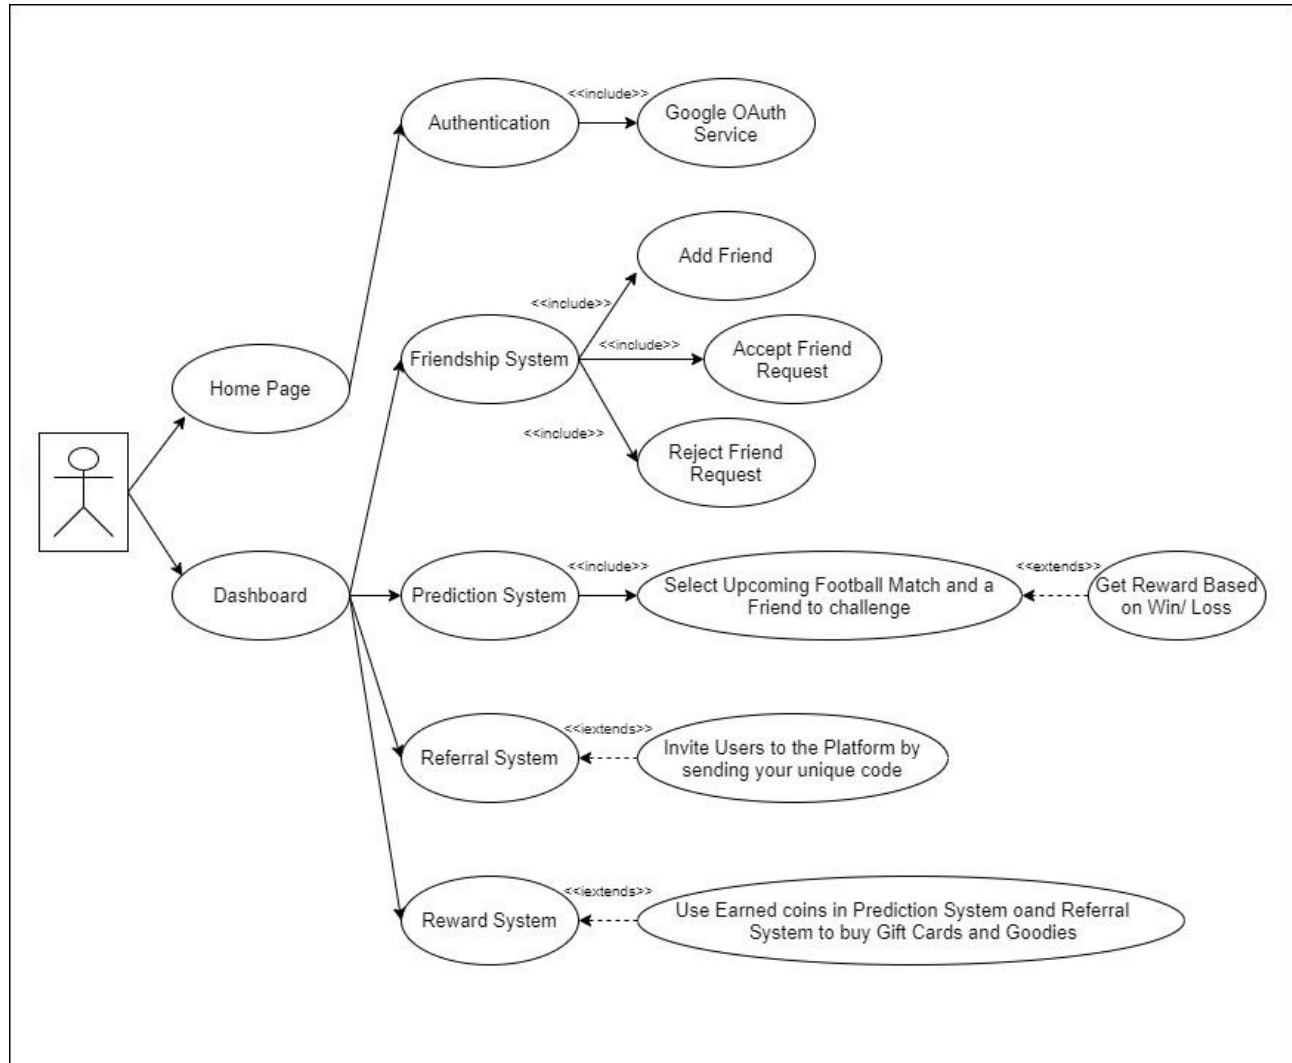 <<include>>
Authentication
Google OAuth
Service
Add Friend
<<include>>
Friendship System
<<include>>
Accept Friend
Request
Home Page
<<include>>
Reject Friend
Request
Dashboard
Prediction System
<<include>>
Select Upcoming Football Match and a
Friend to challenge
<<extends>>
Get Reward Based
on Win/ Loss
Referral System
<<iextends>>
Invite Users to the Platform by
sending your unique code
Reward System
<<iextends>>
Use Earned coins in Prediction System oand Referral
System to buy Gift Cards and Goodies